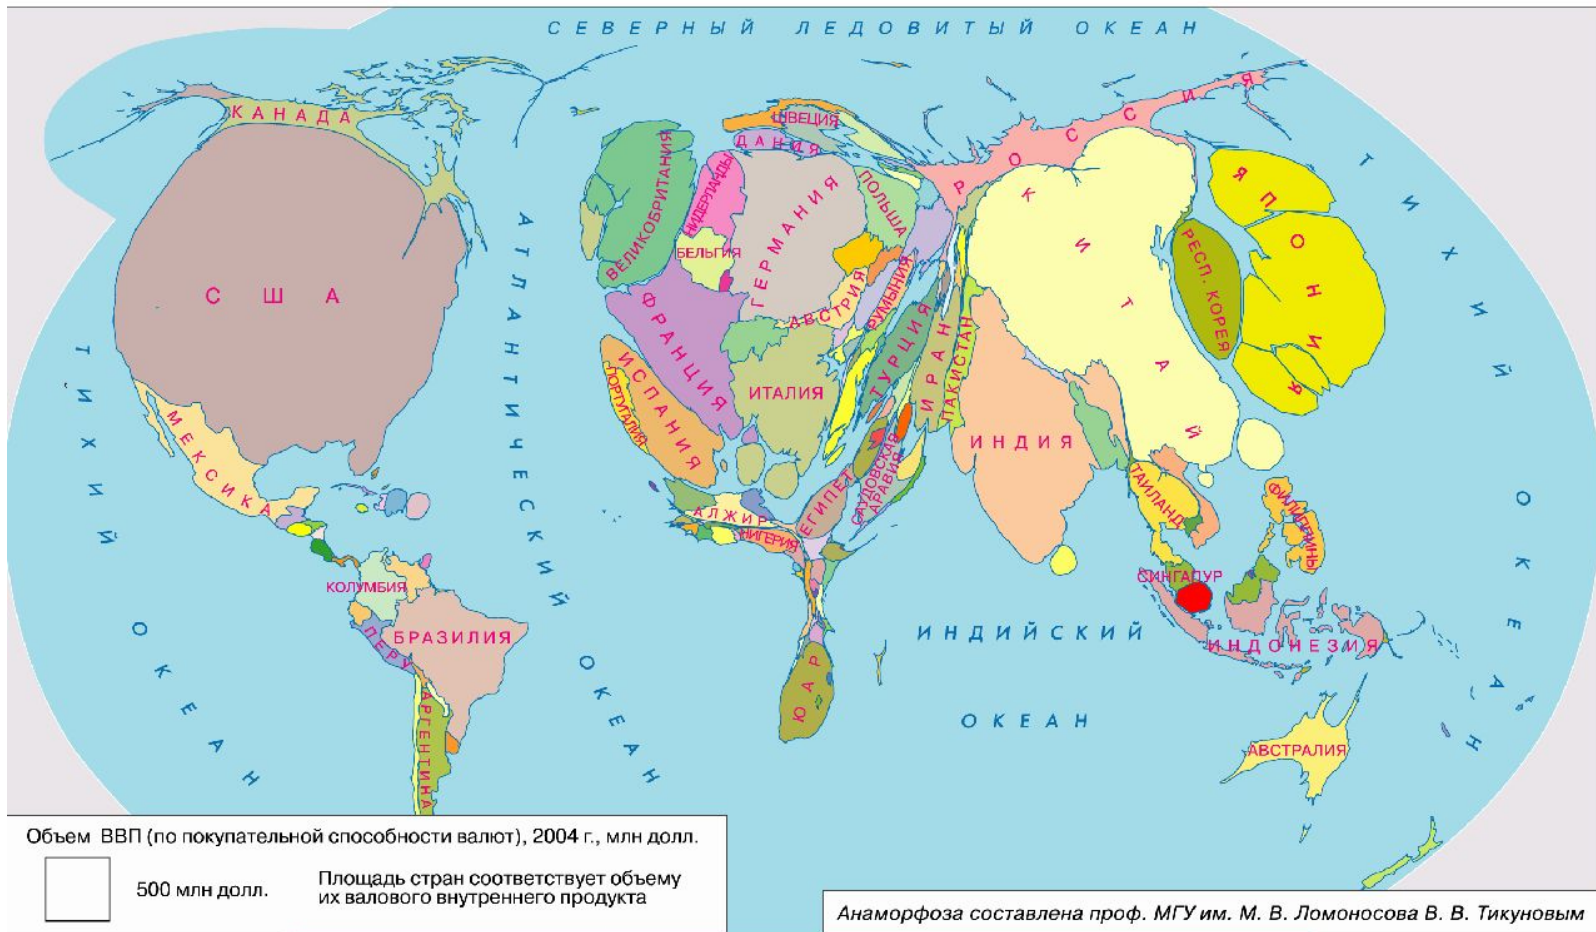 СЕВЕРНЫЙ ЛЕДОВИТЫЙ ОКЕАН
КАНАДА
США
МЕКСИКА
КОЛУМБИЯ
ПЕРУ
БРАЗИЛИЯ
АРГЕНТИНА
ТИХИЙ ОКЕАН
АТЛАНТИЧЕСКИЙ ОКЕАН
ВЕЛИКОБРИТАНИЯ
НИДЕРЛАНДЫ
БЕЛЬГИЯ
ДАНИЯ
ШВЕЦИЯ
ГЕРМАНИЯ
ПОЛЬША
ФРАНЦИЯ
АВСТРИЯ
РУМЫНИЯ
ИСПАНИЯ
ПОРТУГАЛИЯ
ИТАЛИЯ
ТУРЦИЯ
ИРАН
ПАКИСТАН
АЛЖИР
НИГЕРИЯ
ЕГИПЕТ
САУДОВСКАЯ
АРАВИЯ
ЮАР
РОССИЯ
КИТАЙ
ИНДИЯ
РЕСП. КОРЕЯ
ЯПОНИЯ
ТАИЛАНД
ФИЛИППИНЫ
СИНГАПУР
ИНДОНЕЗИЯ
АВСТРАЛИЯ
ИНДИЙСКИЙ
ОКЕАН
ТИХИЙ ОКЕАН
Объем ВВП (по покупательной способности валют), 2004 г., млн долл.
500 млн долл.
Площадь стран соответствует объему
их валового внутреннего продукта
Анаморфоза составлена проф. МГУ им. М. В. Ломоносова В. В. Тикуновым